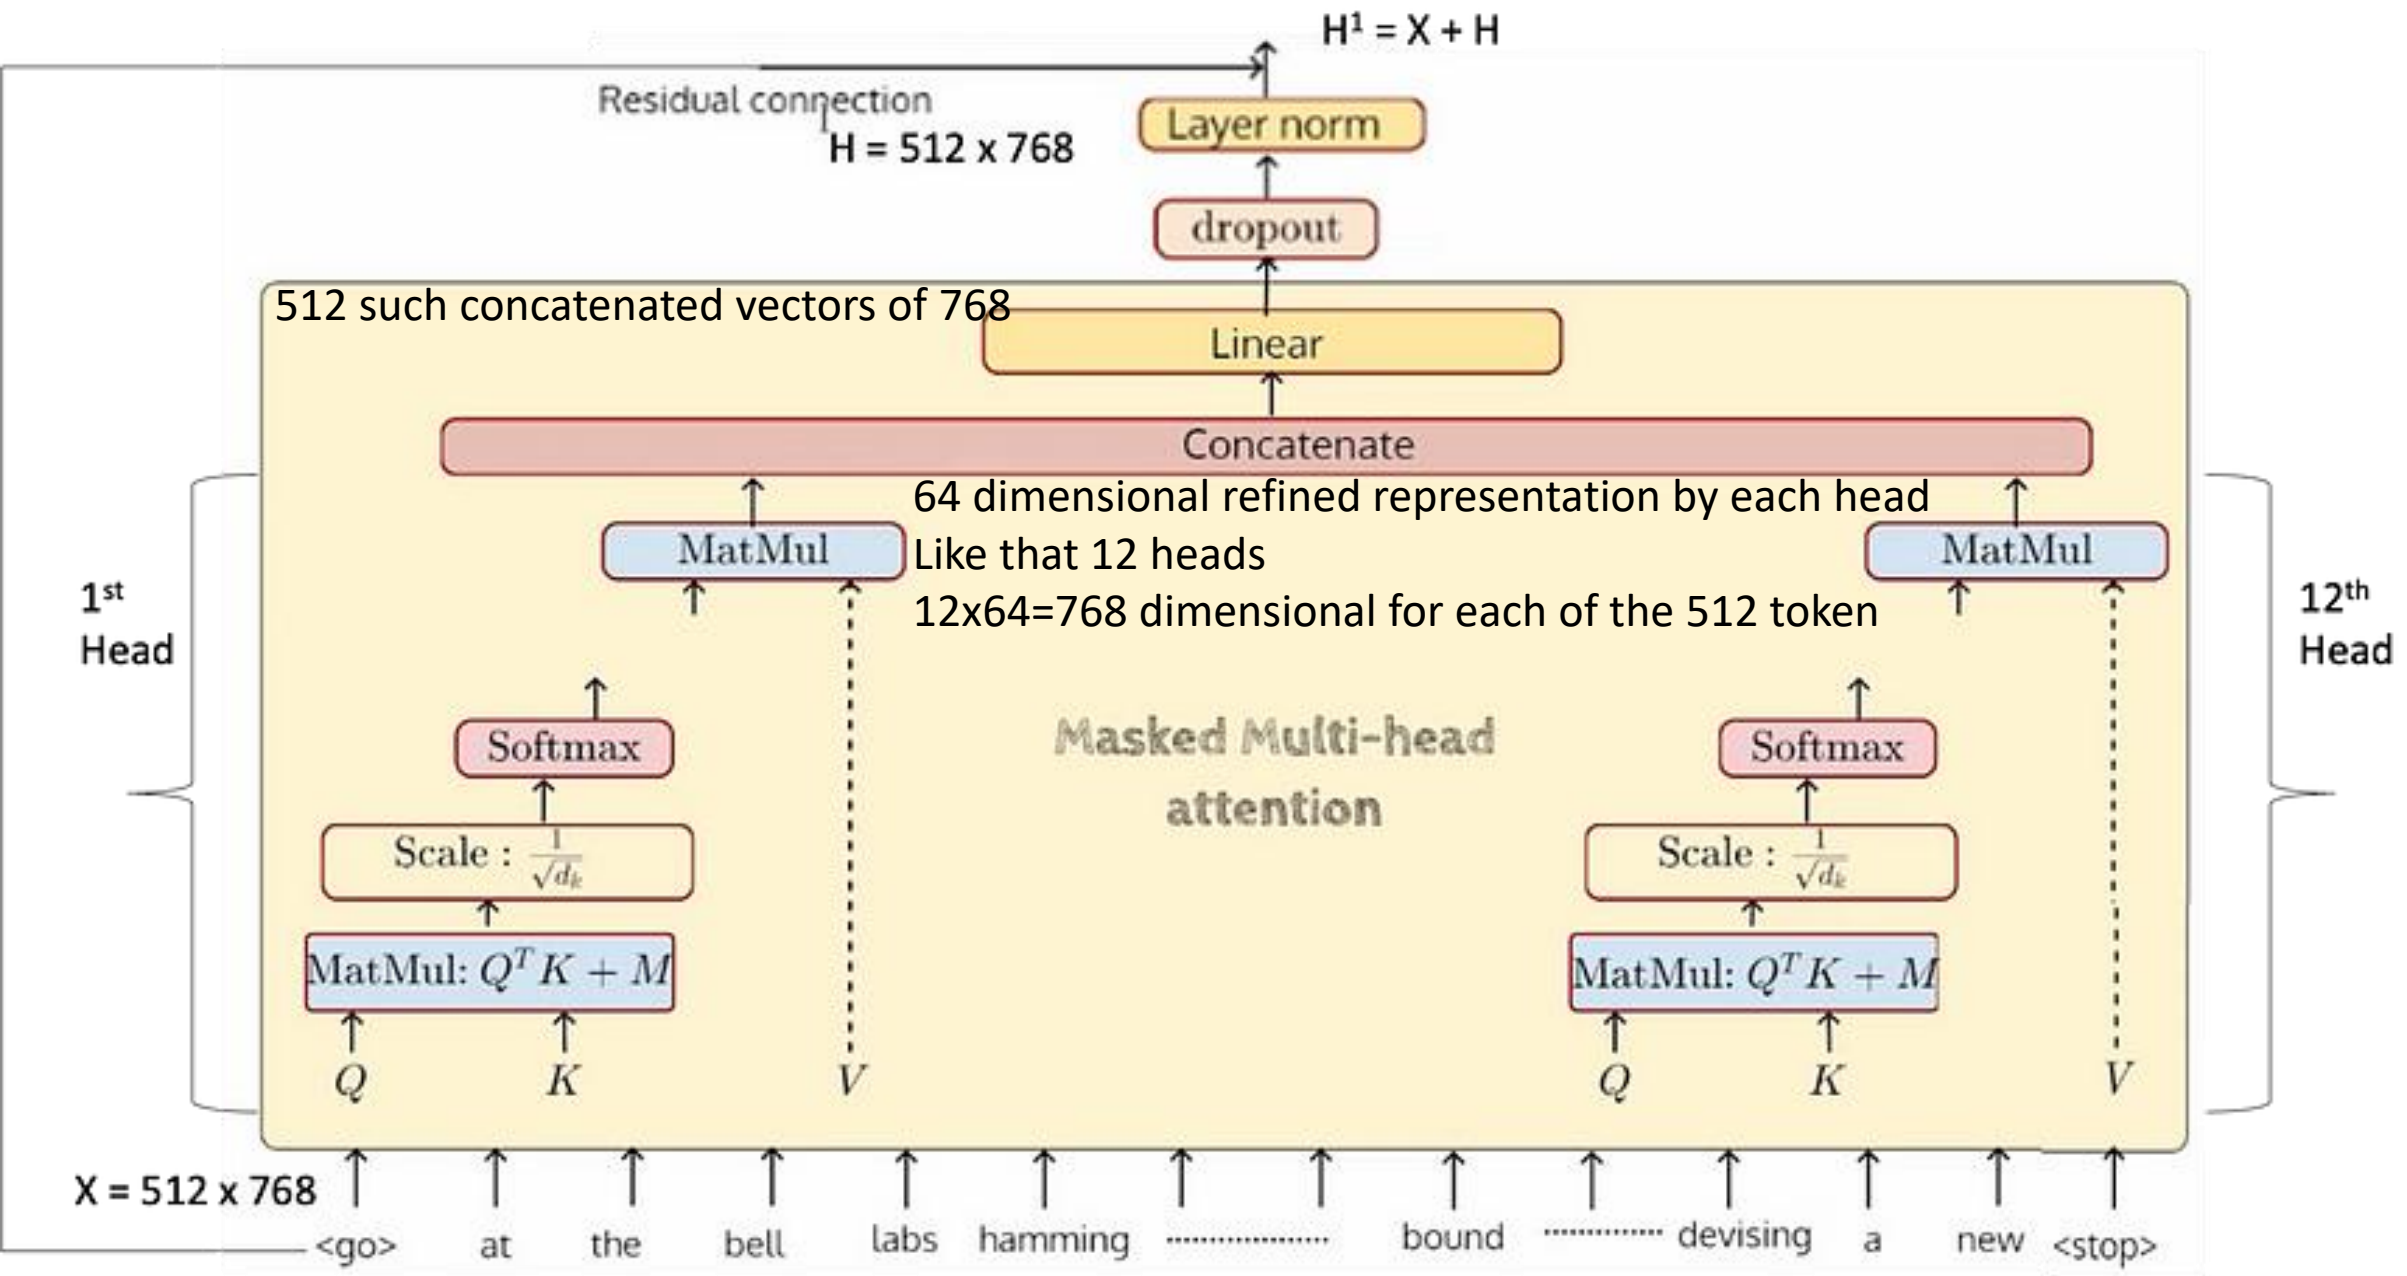 H¹ = X + H
Residual connection
Layer norm
H = 512 x 768
dropout
512 such concatenated vectors of 768
Linear
Concatenate
64 dimensional refined representation by each head
MatMul
Like that 12 heads
MatMul
1st
Head
12x64=768 dimensional for each of the 512 token
12th
Head
Softmax
Masked Multi-head
attention
Softmax
Scale : 1/√dₖ
Scale : 1/√dₖ
MatMul: Qᵀ K + M
MatMul: Qᵀ K + M
Q K V
Q K V
X = 512 x 768
<go> at the bell labs hamming .................... bound .............. devising a new <stop>